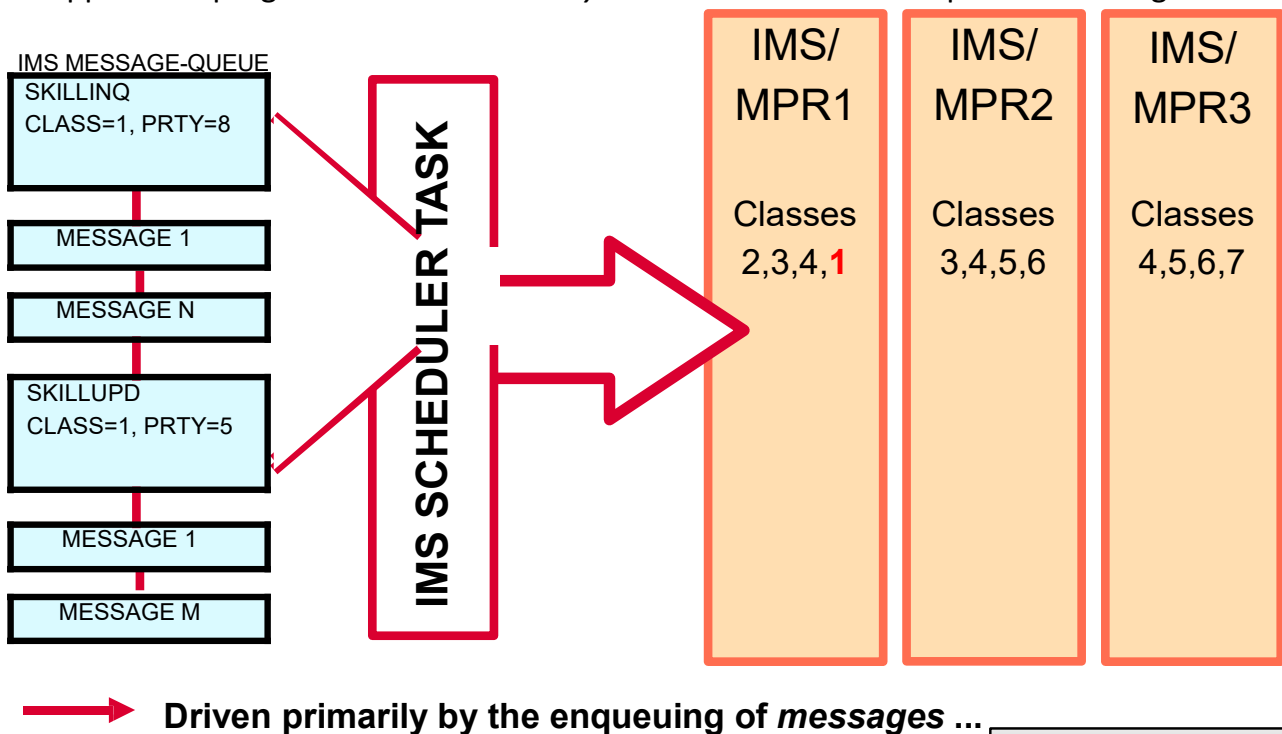 IMS MESSAGE-QUEUE
SKILLINQ
CLASS=1, PRTY=8
MESSAGE 1
MESSAGE N
SKILLUPD
CLASS=1, PRTY=5
MESSAGE 1
MESSAGE M
IMS SCHEDULER TASK
IMS/
MPR1
Classes
2,3,4,1
IMS/
MPR2
Classes
3,4,5,6
IMS/
MPR3
Classes
4,5,6,7
Driven primarily by the enqueuing of messages ...